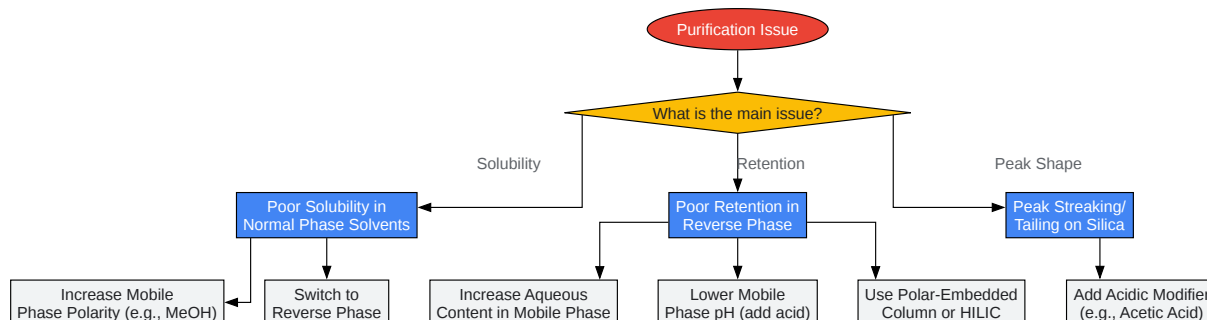 Purification Issue
What is the main issue?
Solubility
Retention
Peak Shape
Poor Solubility in
Normal Phase Solvents
Poor Retention in
Reverse Phase
Peak Streaking/
Tailing on Silica
Increase Mobile
Phase Polarity (e.g., MeOH)
Switch to
Reverse Phase
Increase Aqueous
Content in Mobile Phase
Lower Mobile
Phase pH (add acid)
Use Polar-Embedded
Column or HILIC
Add Acidic Modifier
(e.g., Acetic Acid)